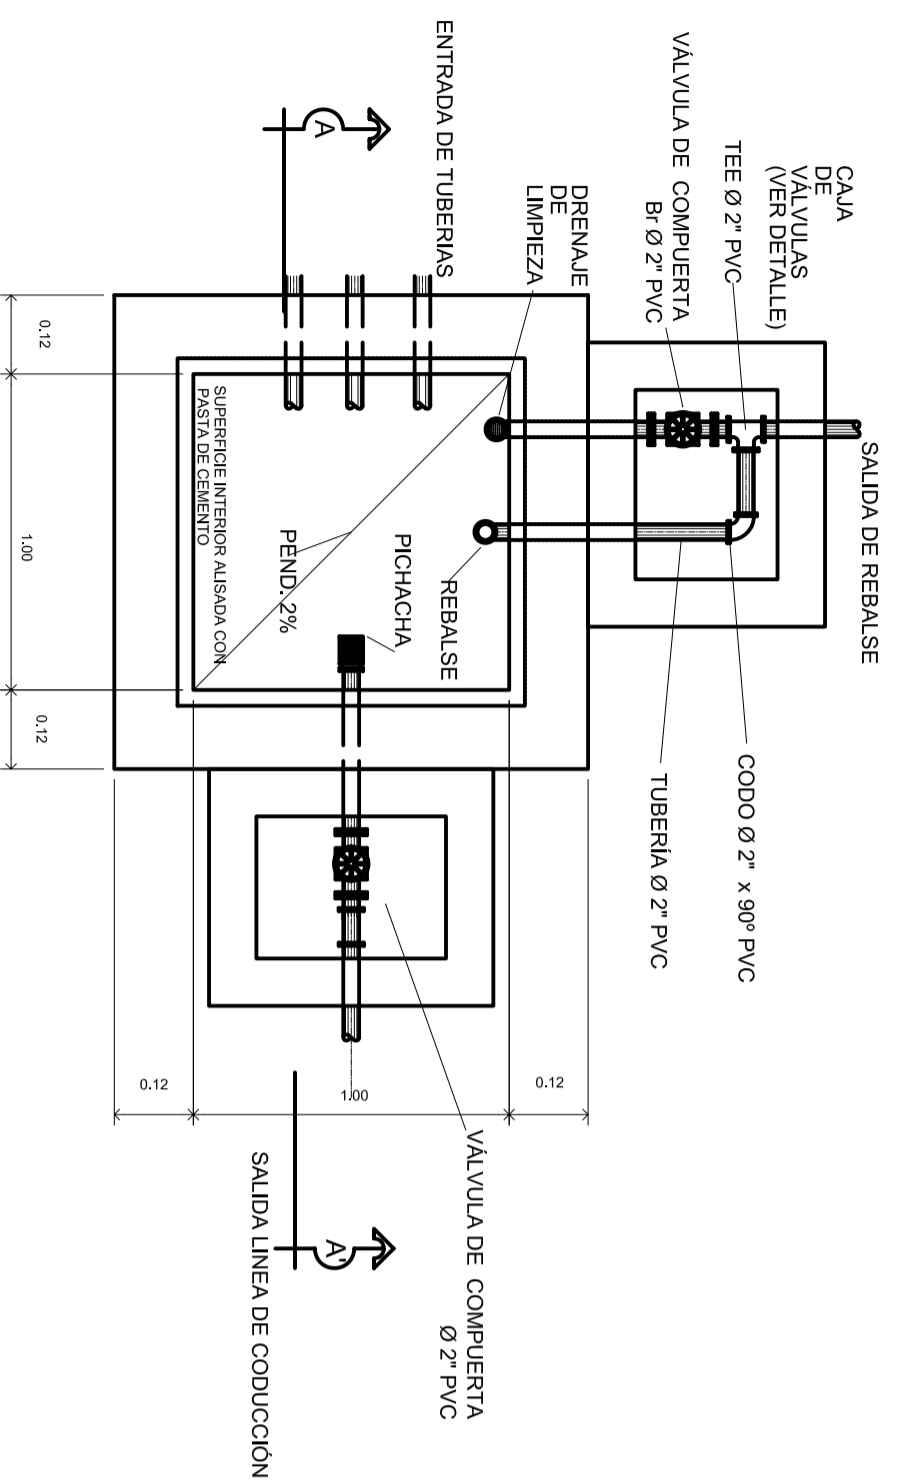 SALIDA DE REBALSE
CAJA
DE
VÁLVULAS
(VER DETALLE)
TEE Ø 2" PVC
CODO Ø 2" x 90º PVC
VÁLVULA DE COMPUERTA
Br Ø 2" PVC
TUBERÍA Ø 2" PVC
DRENAJE
DE
LIMPIEZA
REBALSE
ENTRADA DE TUBERIAS
PICHACHA
PEND. 2%
SUPERFICIE INTERIOR ALISADA CON
PASTA DE CEMENTO
VÁLVULA DE COMPUERTA
Ø 2" PVC
A
A'
SALIDA LINEA DE CODUCCIÓN
0.12
1.00
0.12
0.12
1.00
0.12